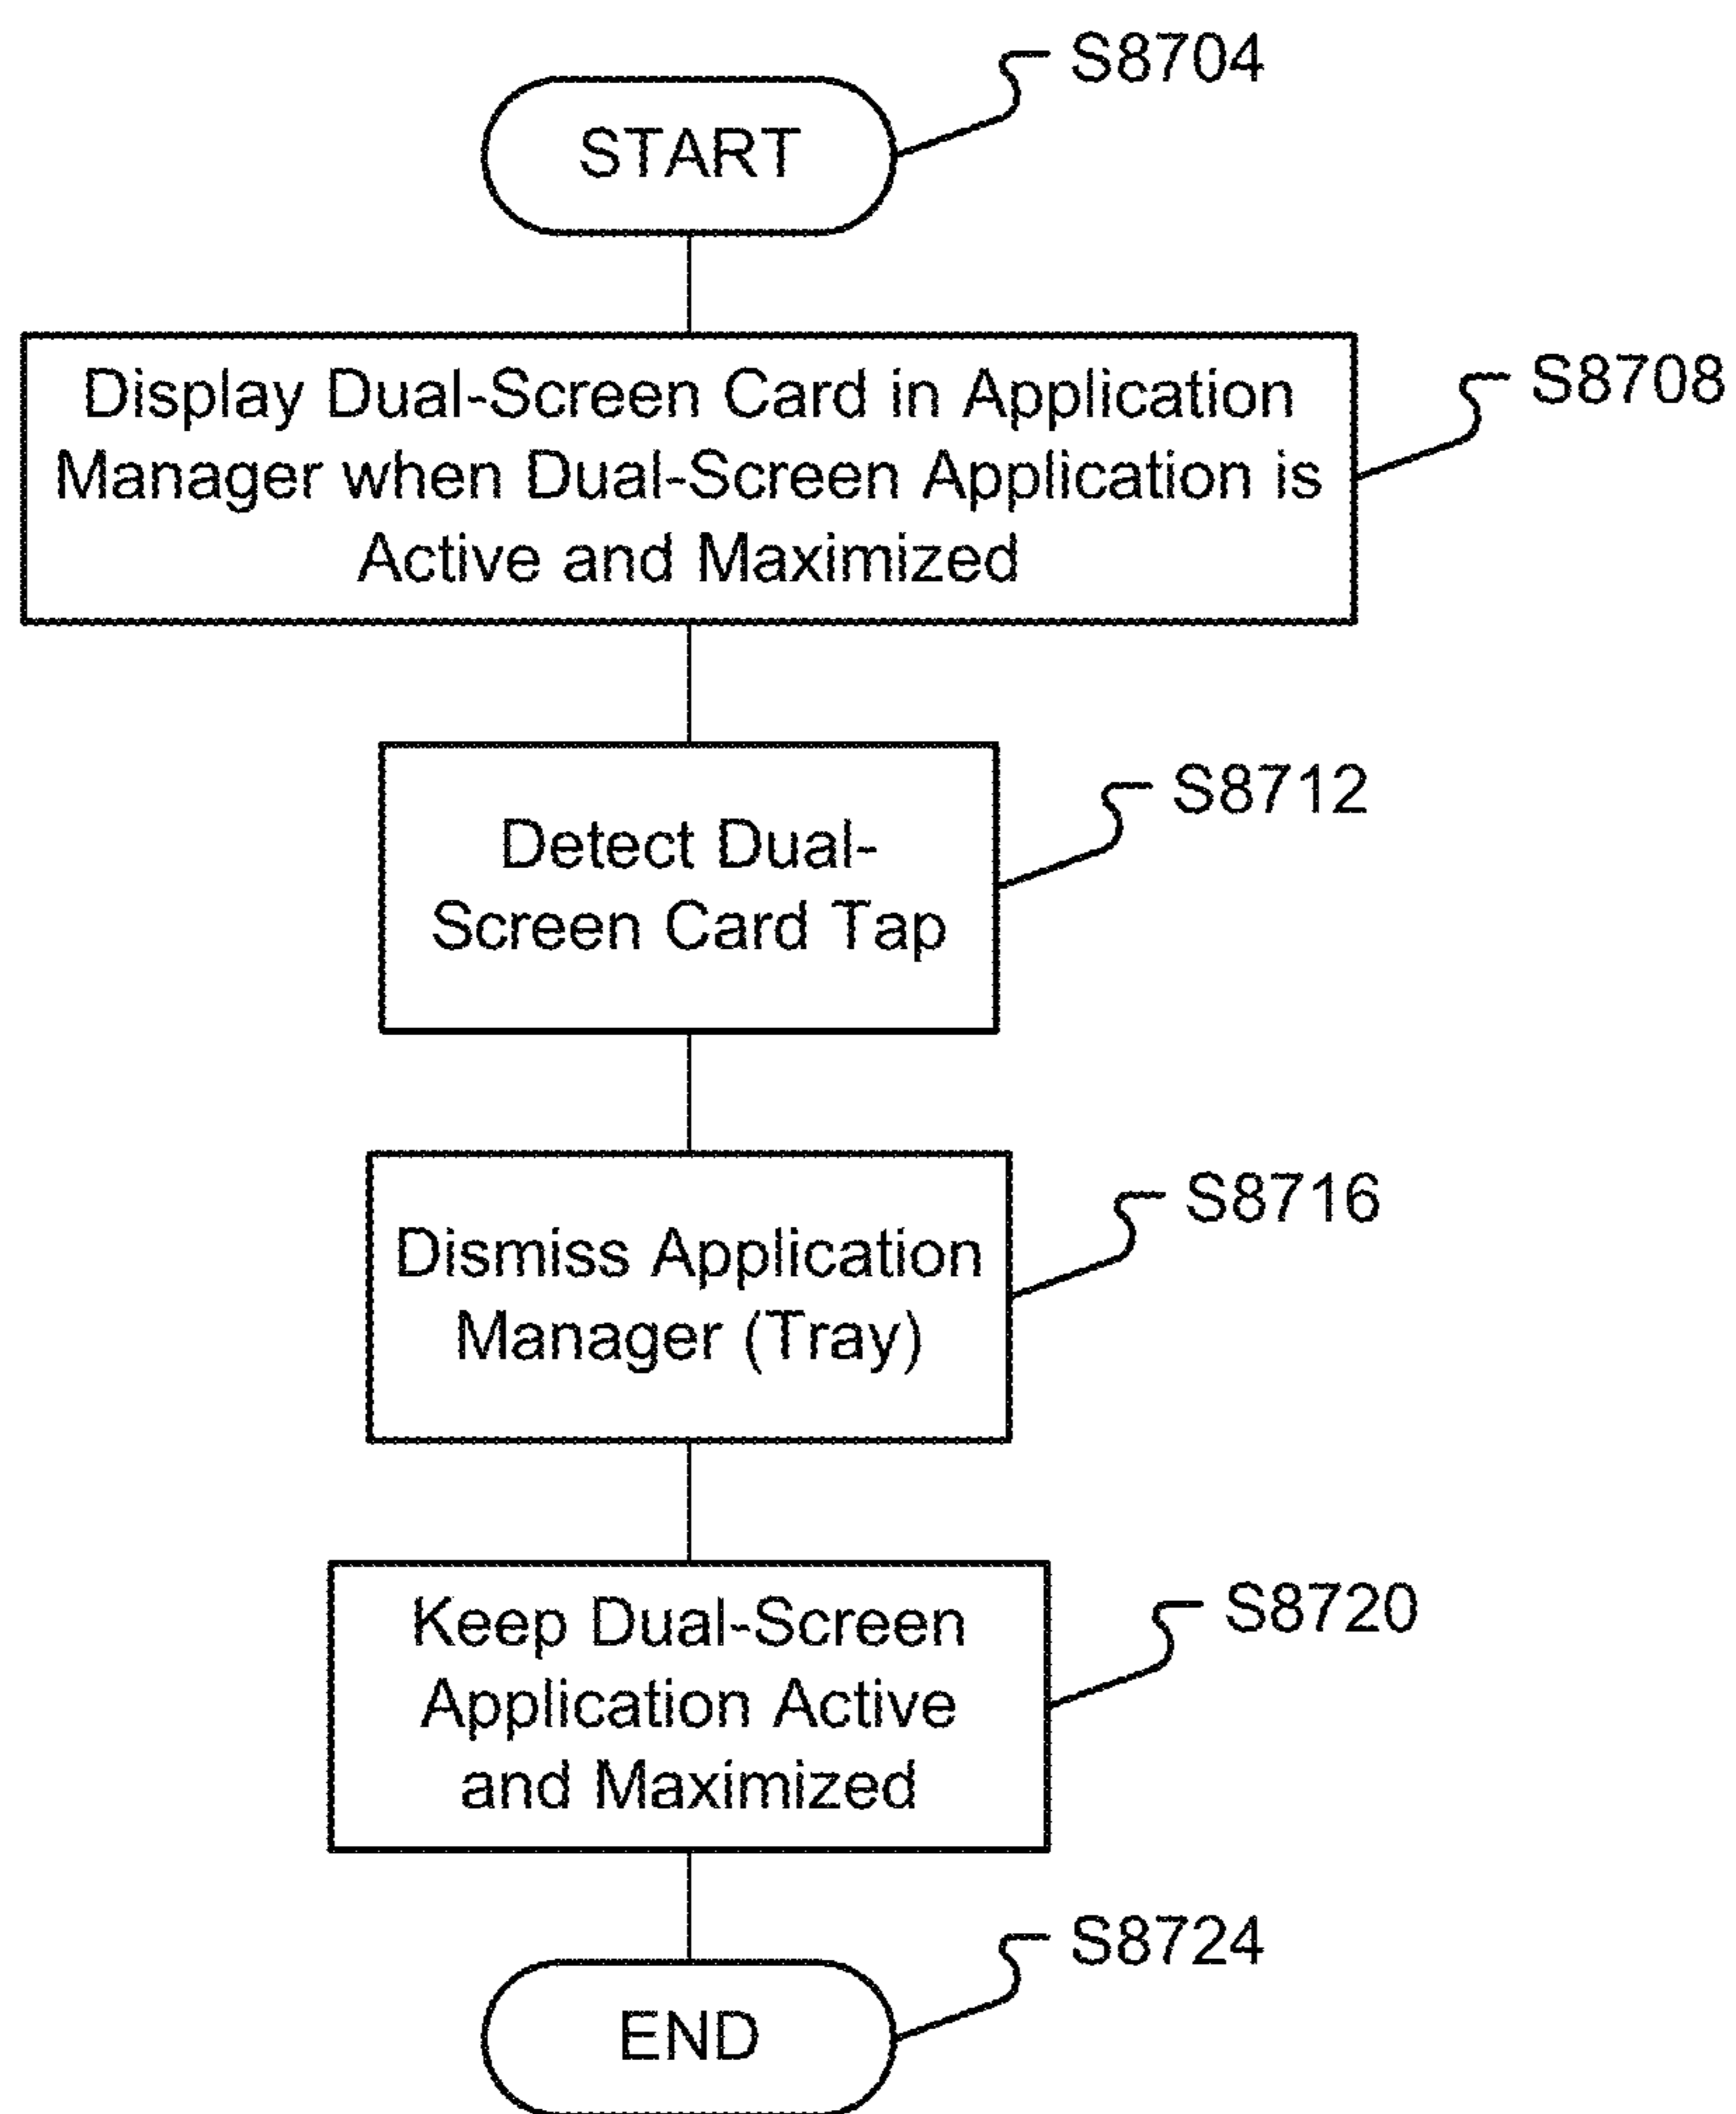 S8704
START
Display Dual-Screen Card in Application
Manager when Dual-Screen Application is
Active and Maximized
S8708
Detect Dual-
Screen Card Tap
S8712
Dismiss Application
Manager (Tray)
S8716
Keep Dual-Screen
Application Active
and Maximized
S8720
END
S8724